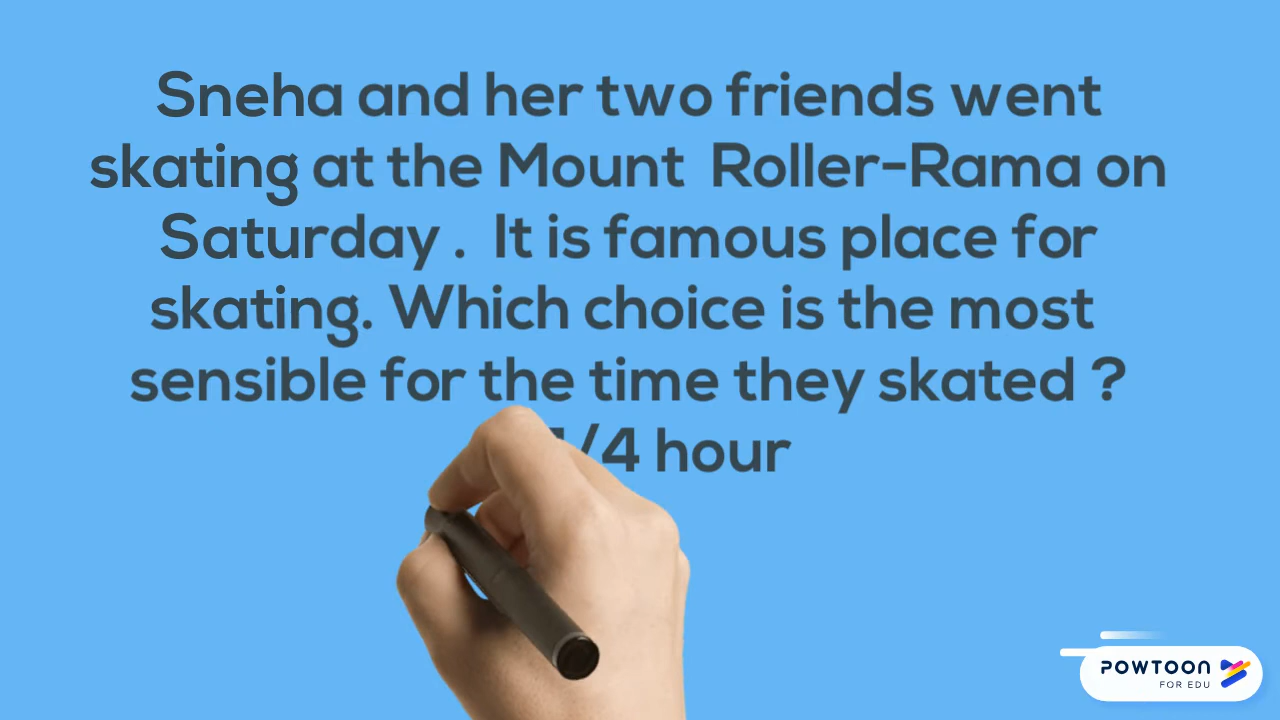 Sneha and her two friends went
skating at the Mount Roller-Rama on
Saturday . It is famous place for
skating. Which choice is the most
sensible for the time they skated ?
/4 hour
POWTOON
FOR EDU